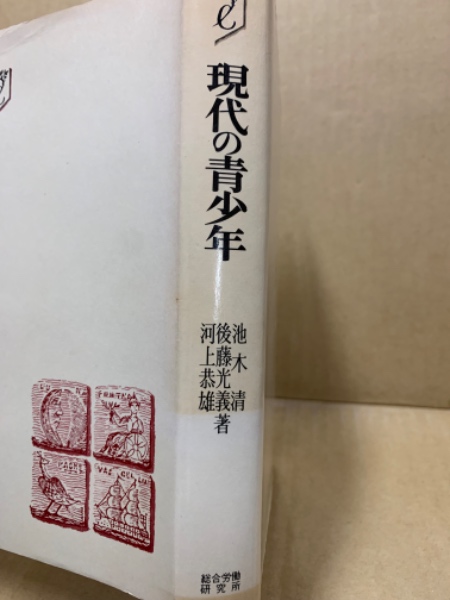 現代の青少年
池木清
後藤光義著
河上恭雄
総合労働
研究所